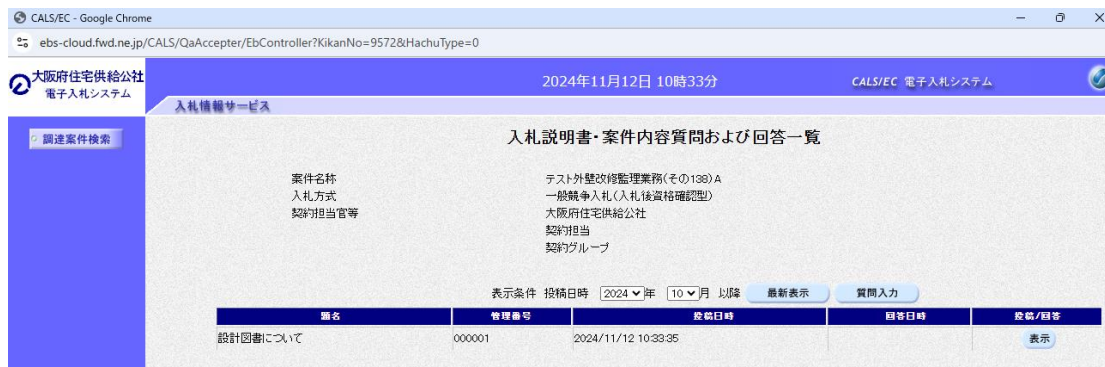 CALS/EC - Google Chrome
ebs-cloud.fwd.ne.jp/CALS/QaAccepter/EbController?KikanNo=9572&HachuType=0
大阪府住宅供給公社
電子入札システム
2024年11月12日 10時33分
CALS/EC 電子入札システム
入札情報サービス
調達案件検索
入札説明書・案件内容質問および回答一覧
案件名称 テスト外壁改修監理業務(その138)A
入札方式 一般競争入札(入札後資格確認型)
契約担当官等 大阪府住宅供給公社
契約担当
契約グループ
表示条件 投稿日時 2024 年 10 月 以降 最新表示 質問入力
題名 管理番号 投稿日時 回答日時 投稿/回答
設計図書について 000001 2024/11/12 10:33:35 表示